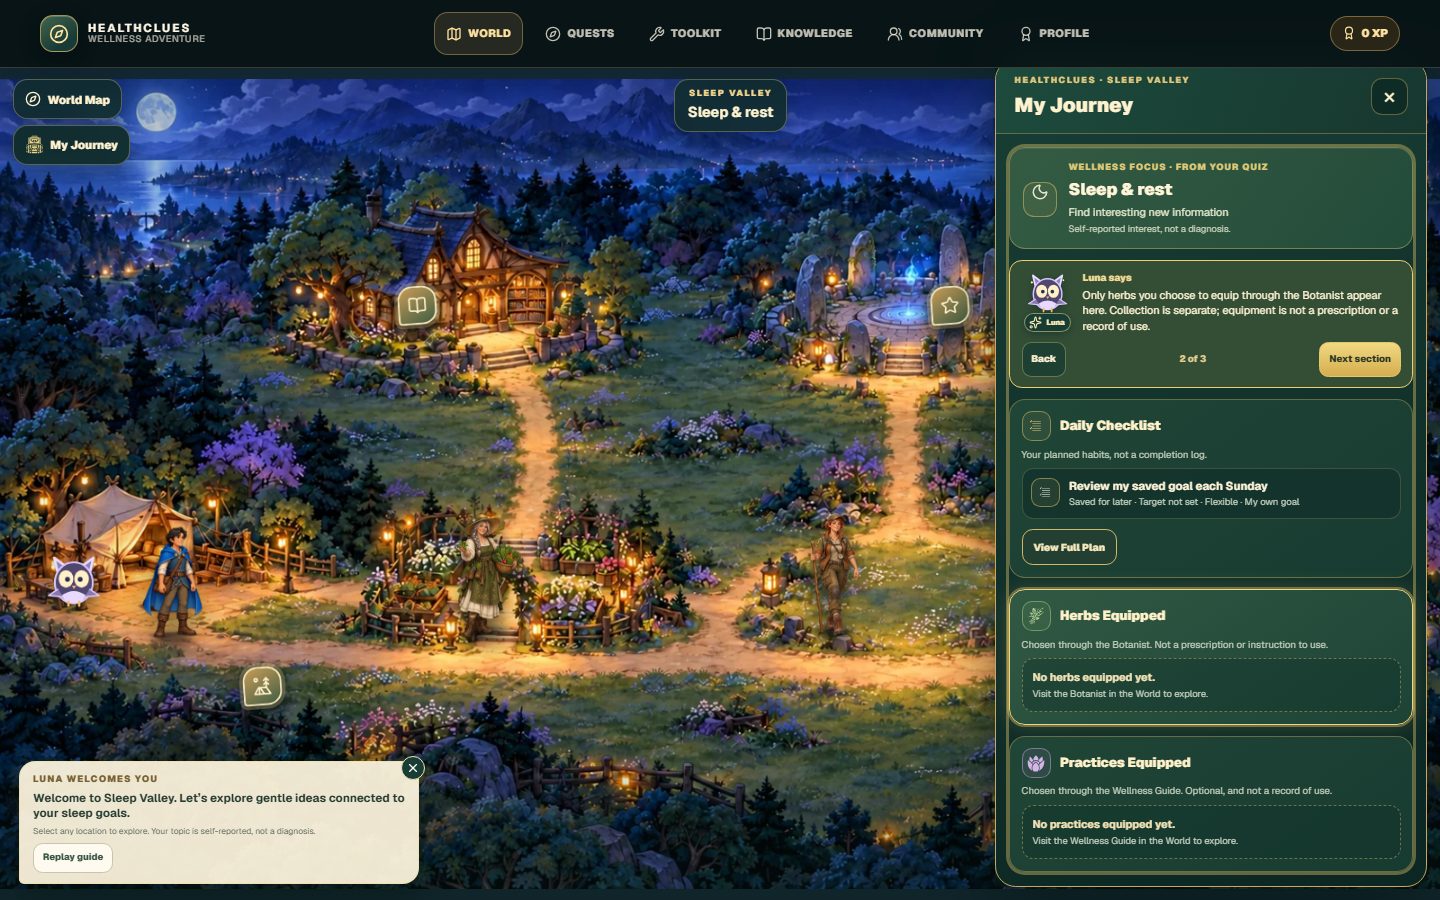 HEALTHCLUES
WELLNESS ADVENTURE
WORLD
QUESTS
TOOLKIT
KNOWLEDGE
COMMUNITY
PROFILE
0 XP
World Map
My Journey
SLEEP VALLEY
Sleep & rest
HEALTHCLUES · SLEEP VALLEY
My Journey
WELLNESS FOCUS · FROM YOUR QUIZ
Sleep & rest
Find interesting new information
Self-reported interest, not a diagnosis.
Luna says
Only herbs you choose to equip through the Botanist appear
here. Collection is separate; equipment is not a prescription or a
record of use.
Luna
Back
2 of 3
Next section
Daily Checklist
Your planned habits, not a completion log.
Review my saved goal each Sunday
Saved for later · Target not set · Flexible · My own goal
View Full Plan
Herbs Equipped
Chosen through the Botanist. Not a prescription or instruction to use.
No herbs equipped yet.
Visit the Botanist in the World to explore.
Practices Equipped
Chosen through the Wellness Guide. Optional, and not a record of use.
No practices equipped yet.
Visit the Wellness Guide in the World to explore.
LUNA WELCOMES YOU
Welcome to Sleep Valley. Let's explore gentle ideas connected to
your sleep goals.
Select any location to explore. Your topic is self-reported, not a diagnosis.
Replay guide